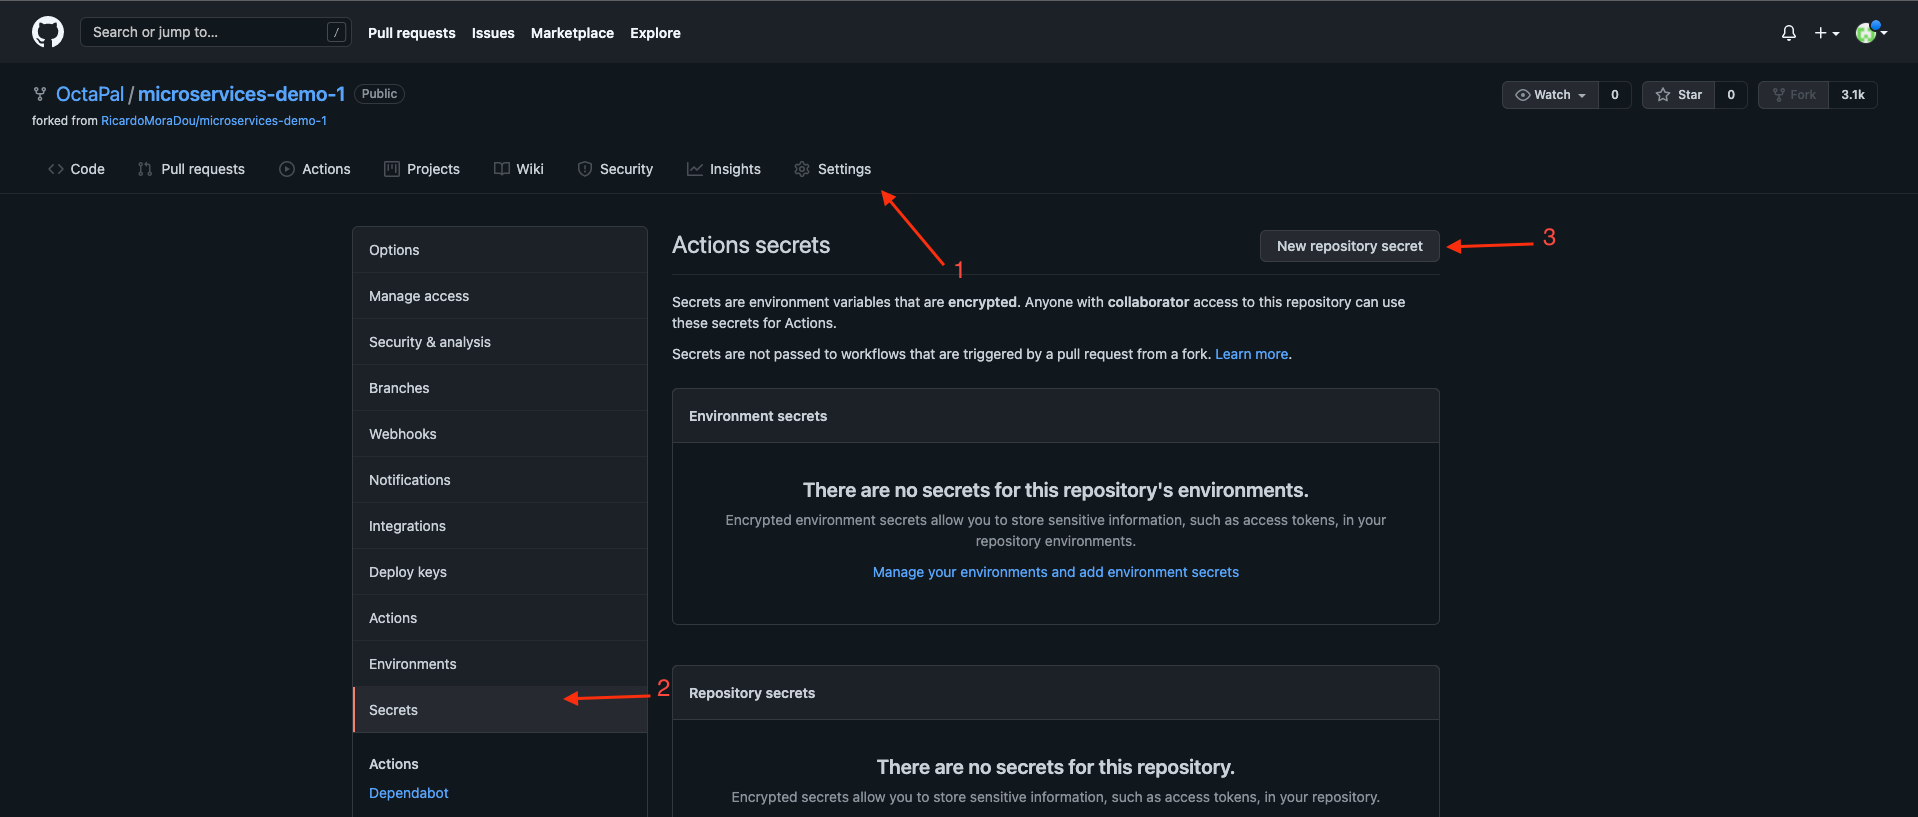 Search or jump to... /
Pull requests Issues Marketplace Explore
OctaPal / microservices-demo-1 Public
Watch 0 Star 0 Fork 3.1k
forked from RicardoMoraDou/microservices-demo-1
Code Pull requests Actions Projects Wiki Security Insights Settings
1
Options
Manage access
Security & analysis
Branches
Webhooks
Notifications
Integrations
Deploy keys
Actions
Environments
Secrets
2
Actions
Dependabot
Actions secrets
New repository secret
3
Secrets are environment variables that are encrypted. Anyone with collaborator access to this repository can use
these secrets for Actions.
Secrets are not passed to workflows that are triggered by a pull request from a fork. Learn more.
Environment secrets
There are no secrets for this repository's environments.
Encrypted environment secrets allow you to store sensitive information, such as access tokens, in your
repository environments.
Manage your environments and add environment secrets
Repository secrets
There are no secrets for this repository.
Encrypted secrets allow you to store sensitive information, such as access tokens, in your repository.